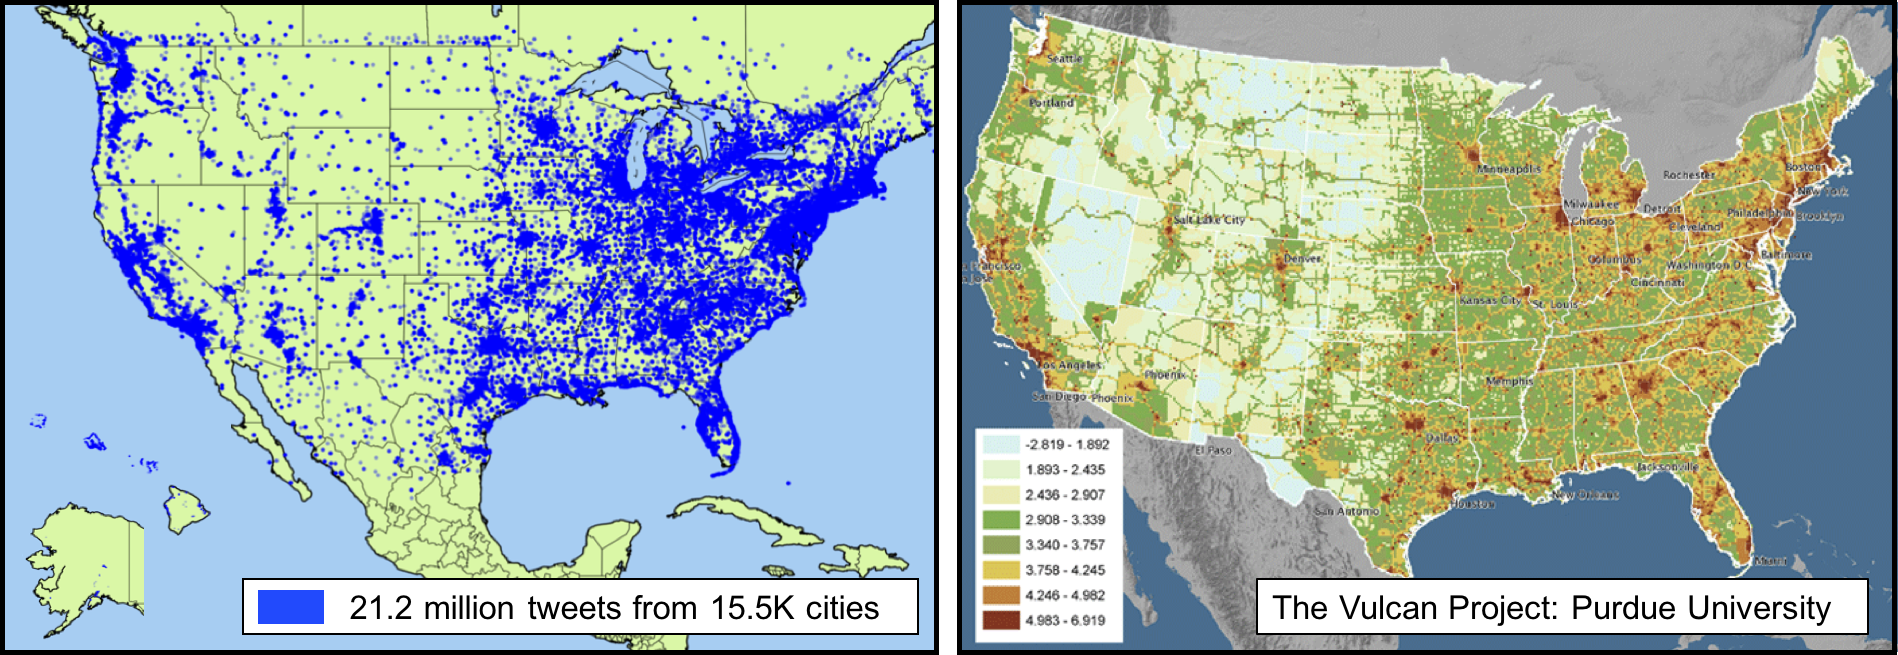 21.2 million tweets from 15.5K cities
Seattle
Portland
Minneapolis
Rochester
Boston
New York
Milwaukee
Detroit
Philadelphia
Brooklyn
Chicago
Cleveland
Salt Lake City
Baltimore
Columbus
Washington D.C.
Denver
Francisco
Cincinnati
Kansas City
St. Louis
Los Angeles
Phoenix
Memphis
San Diego
Phoenix
Dallas
El Paso
Jacksonville
New Orleans
Houston
San Antonio
Miami
-2.819 - 1.892
1.893 - 2.435
2.436 - 2.907
2.908 - 3.339
3.340 - 3.757
3.758 - 4.245
4.246 - 4.982
4.983 - 6.919
The Vulcan Project: Purdue University